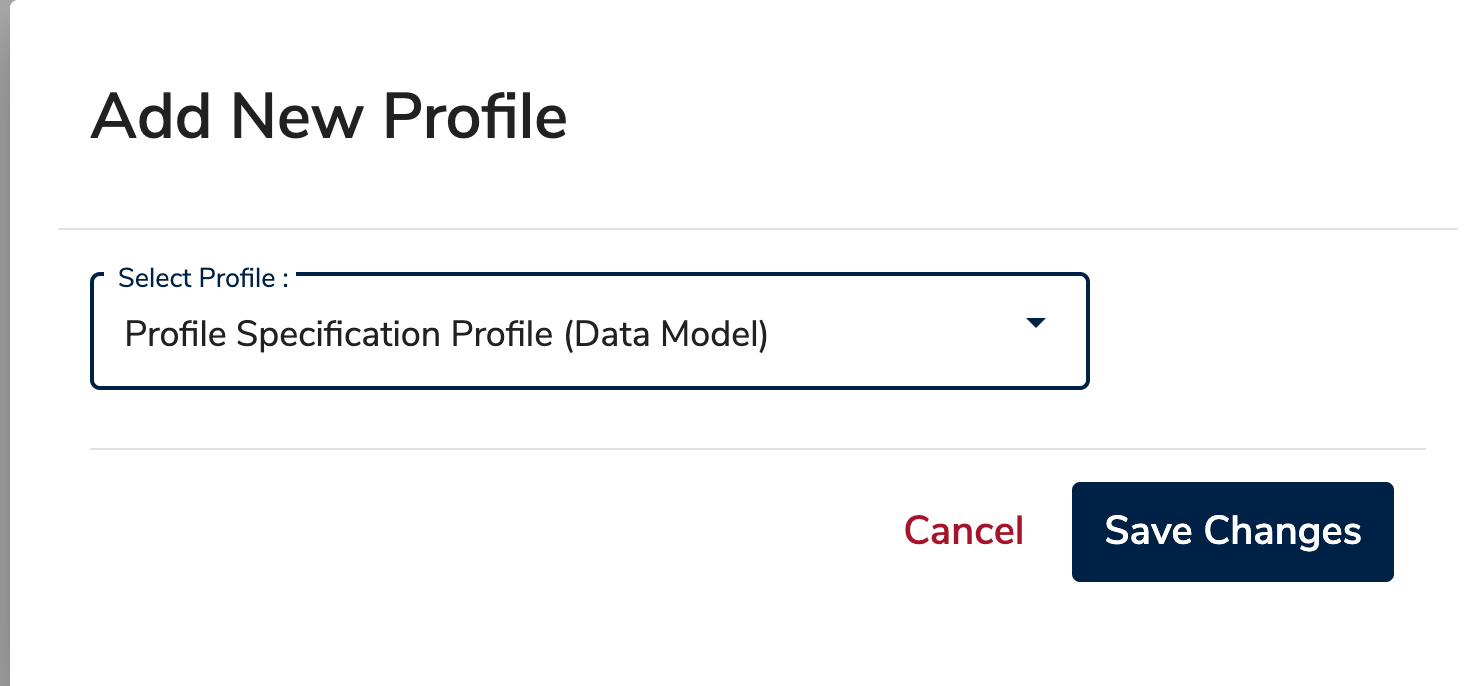 Add New Profile
Select Profile :
Profile Specification Profile (Data Model)
Cancel
Save Changes